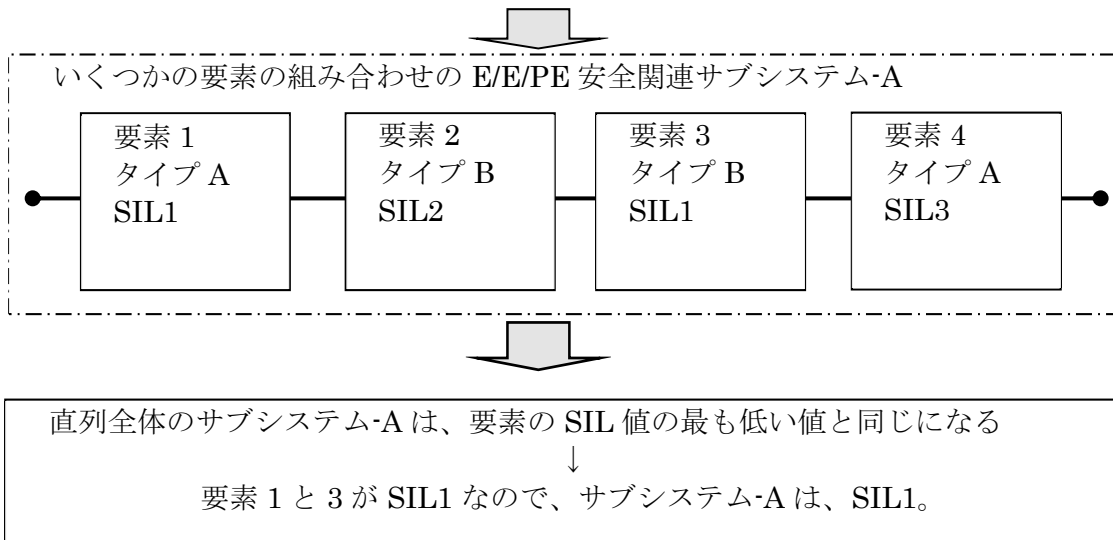 いくつかの要素の組み合わせの E/E/PE 安全関連サブシステム-A
要素 1
タイプ A
SIL1
要素 2
タイプ B
SIL2
要素 3
タイプ B
SIL1
要素 4
タイプ A
SIL3
直列全体のサブシステム-A は、要素の SIL 値の最も低い値と同じになる
↓
要素 1 と 3 が SIL1 なので、サブシステム-A は、SIL1。